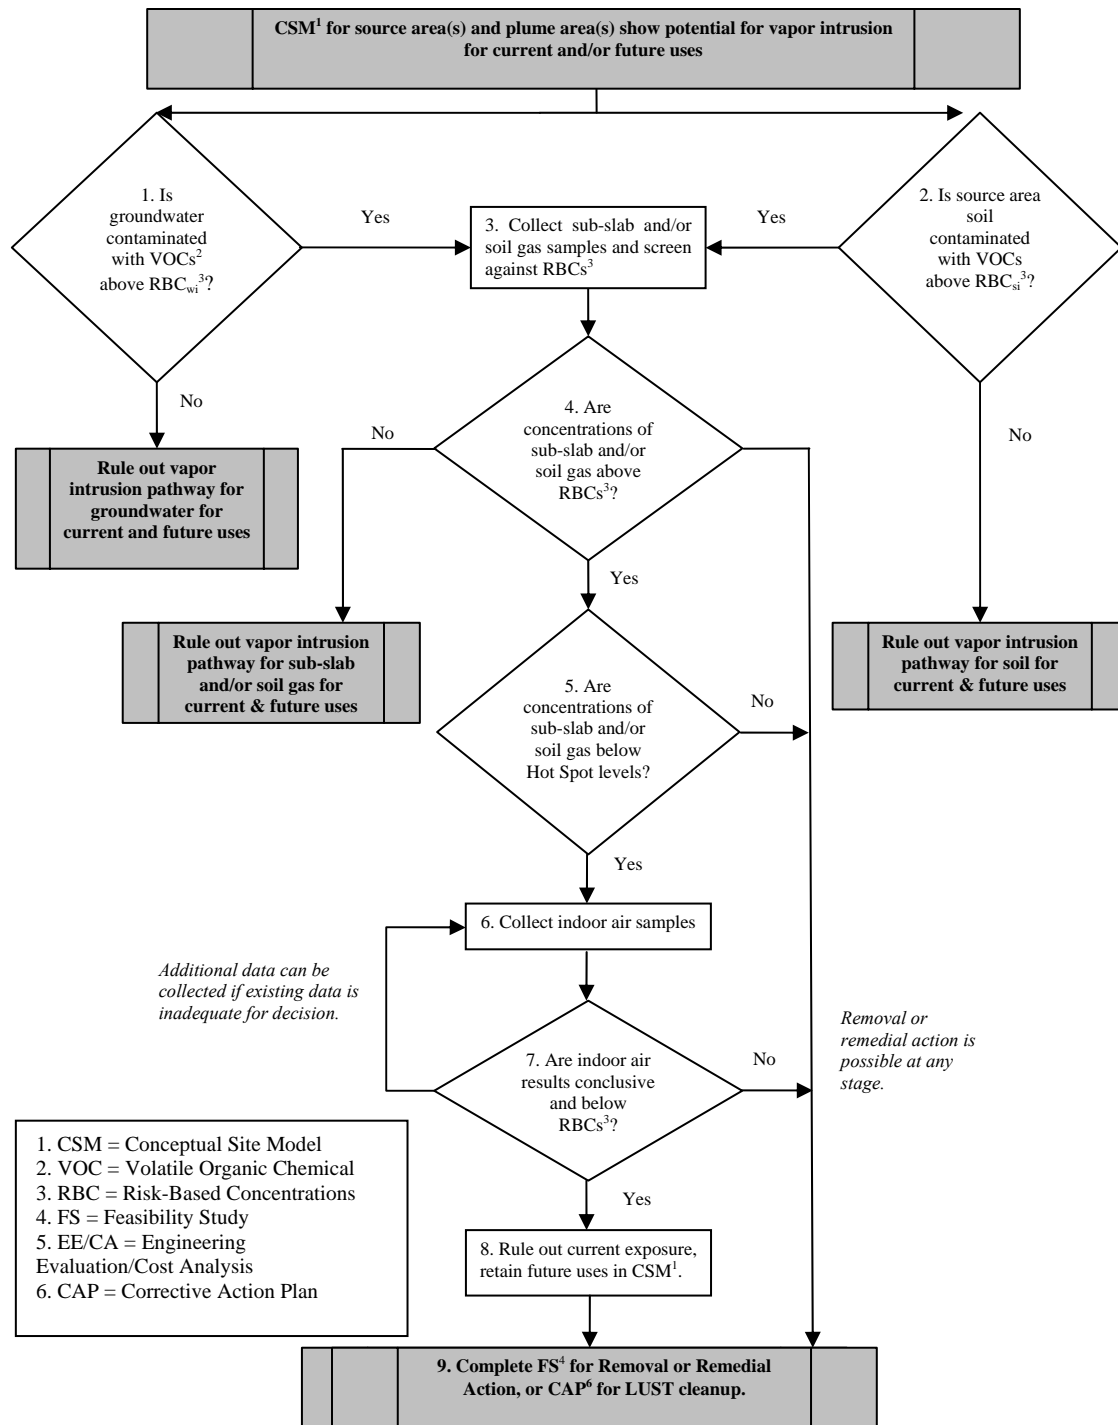 CSM¹ for source area(s) and plume area(s) show potential for vapor intrusion
for current and/or future uses
1. Is
groundwater
contaminated
with VOCs²
above RBCwi³?
Yes
3. Collect sub-slab and/or
soil gas samples and screen
against RBCs³
Yes
2. Is source area
soil
contaminated
with VOCs
above RBCsi³?
No
Rule out vapor
intrusion pathway for
groundwater for
current and future uses
No
4. Are
concentrations of
sub-slab and/or
soil gas above
RBCs³?
No
Yes
Rule out vapor intrusion
pathway for sub-slab
and/or soil gas for
current & future uses
Rule out vapor intrusion
pathway for soil for
current & future uses
5. Are
concentrations of
sub-slab and/or
soil gas below
Hot Spot levels?
No
Yes
6. Collect indoor air samples
Additional data can be
collected if existing data is
inadequate for decision.
Removal or
remedial action is
possible at any
stage.
7. Are indoor air
results conclusive
and below
RBCs³?
No
Yes
1. CSM = Conceptual Site Model
2. VOC = Volatile Organic Chemical
3. RBC = Risk-Based Concentrations
4. FS = Feasibility Study
5. EE/CA = Engineering
Evaluation/Cost Analysis
6. CAP = Corrective Action Plan
8. Rule out current exposure,
retain future uses in CSM¹.
9. Complete FS⁴ for Removal or Remedial
Action, or CAP⁶ for LUST cleanup.